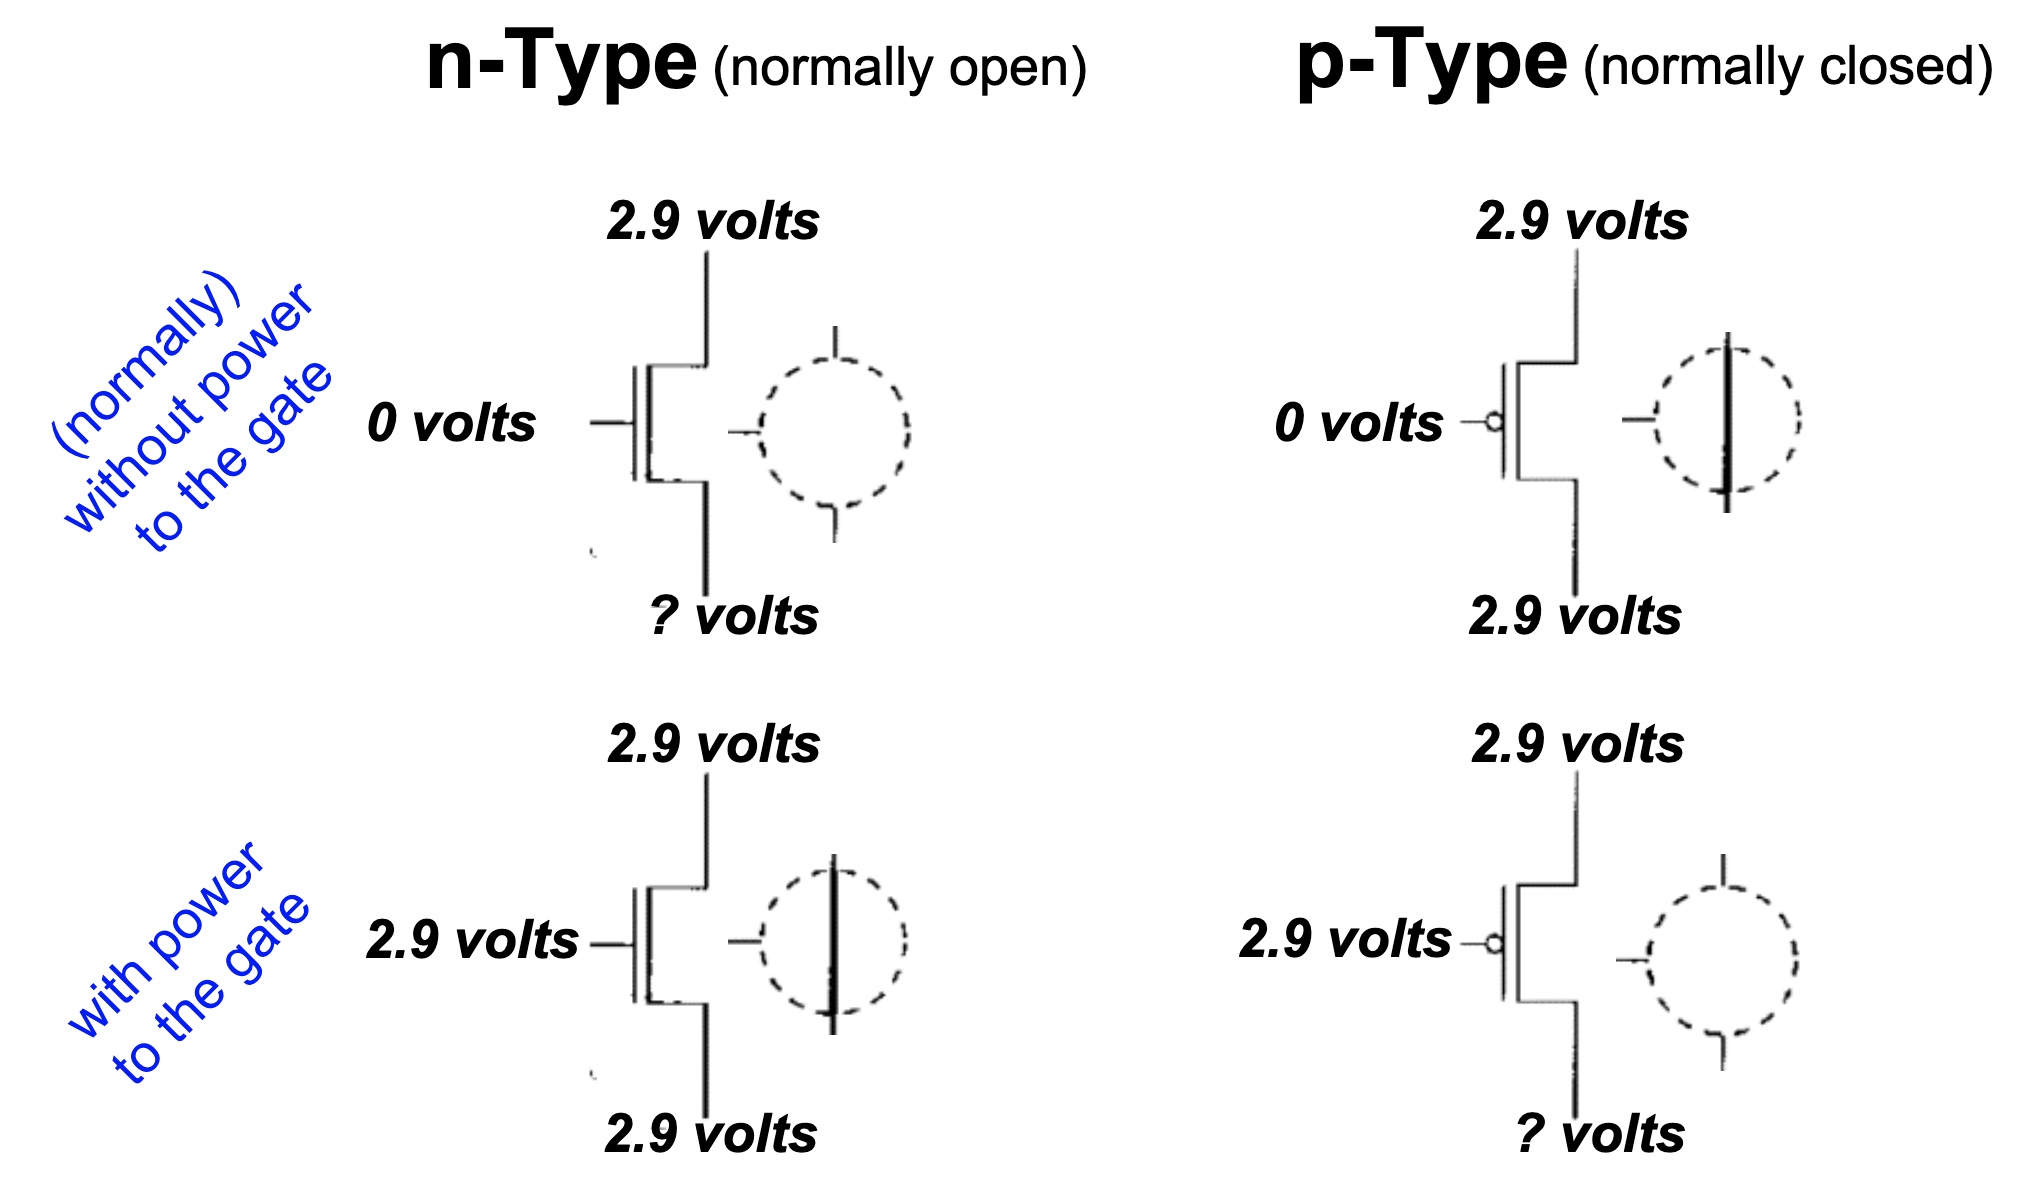 n-Type (normally open)
p-Type (normally closed)
(normally)
without power
to the gate
2.9 volts
0 volts
? volts
2.9 volts
0 volts
2.9 volts
with power
to the gate
2.9 volts
2.9 volts
2.9 volts
2.9 volts
2.9 volts
? volts